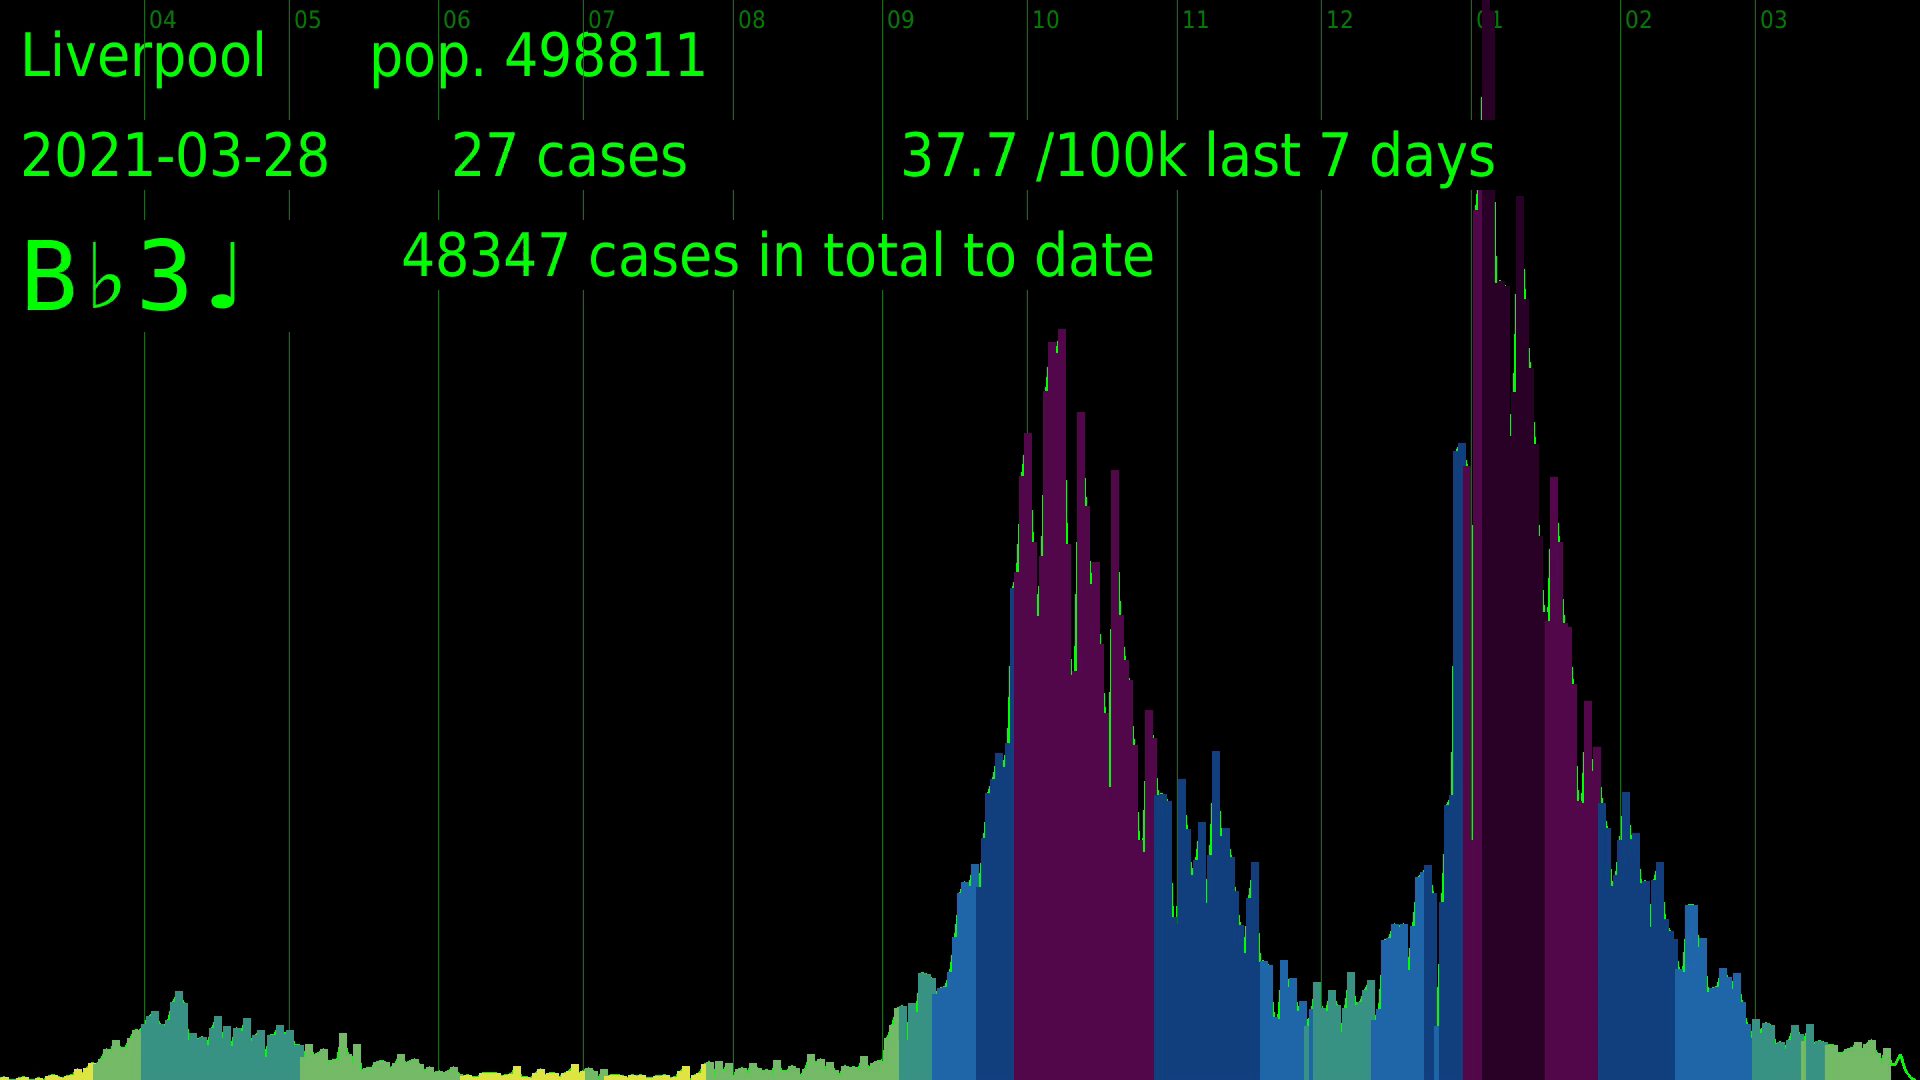 04 05 06 07 08 09 10 11 12 01 02 03
Liverpool pop. 498811
2021-03-28 27 cases 37.7 /100k last 7 days
B♭3♩ 48347 cases in total to date